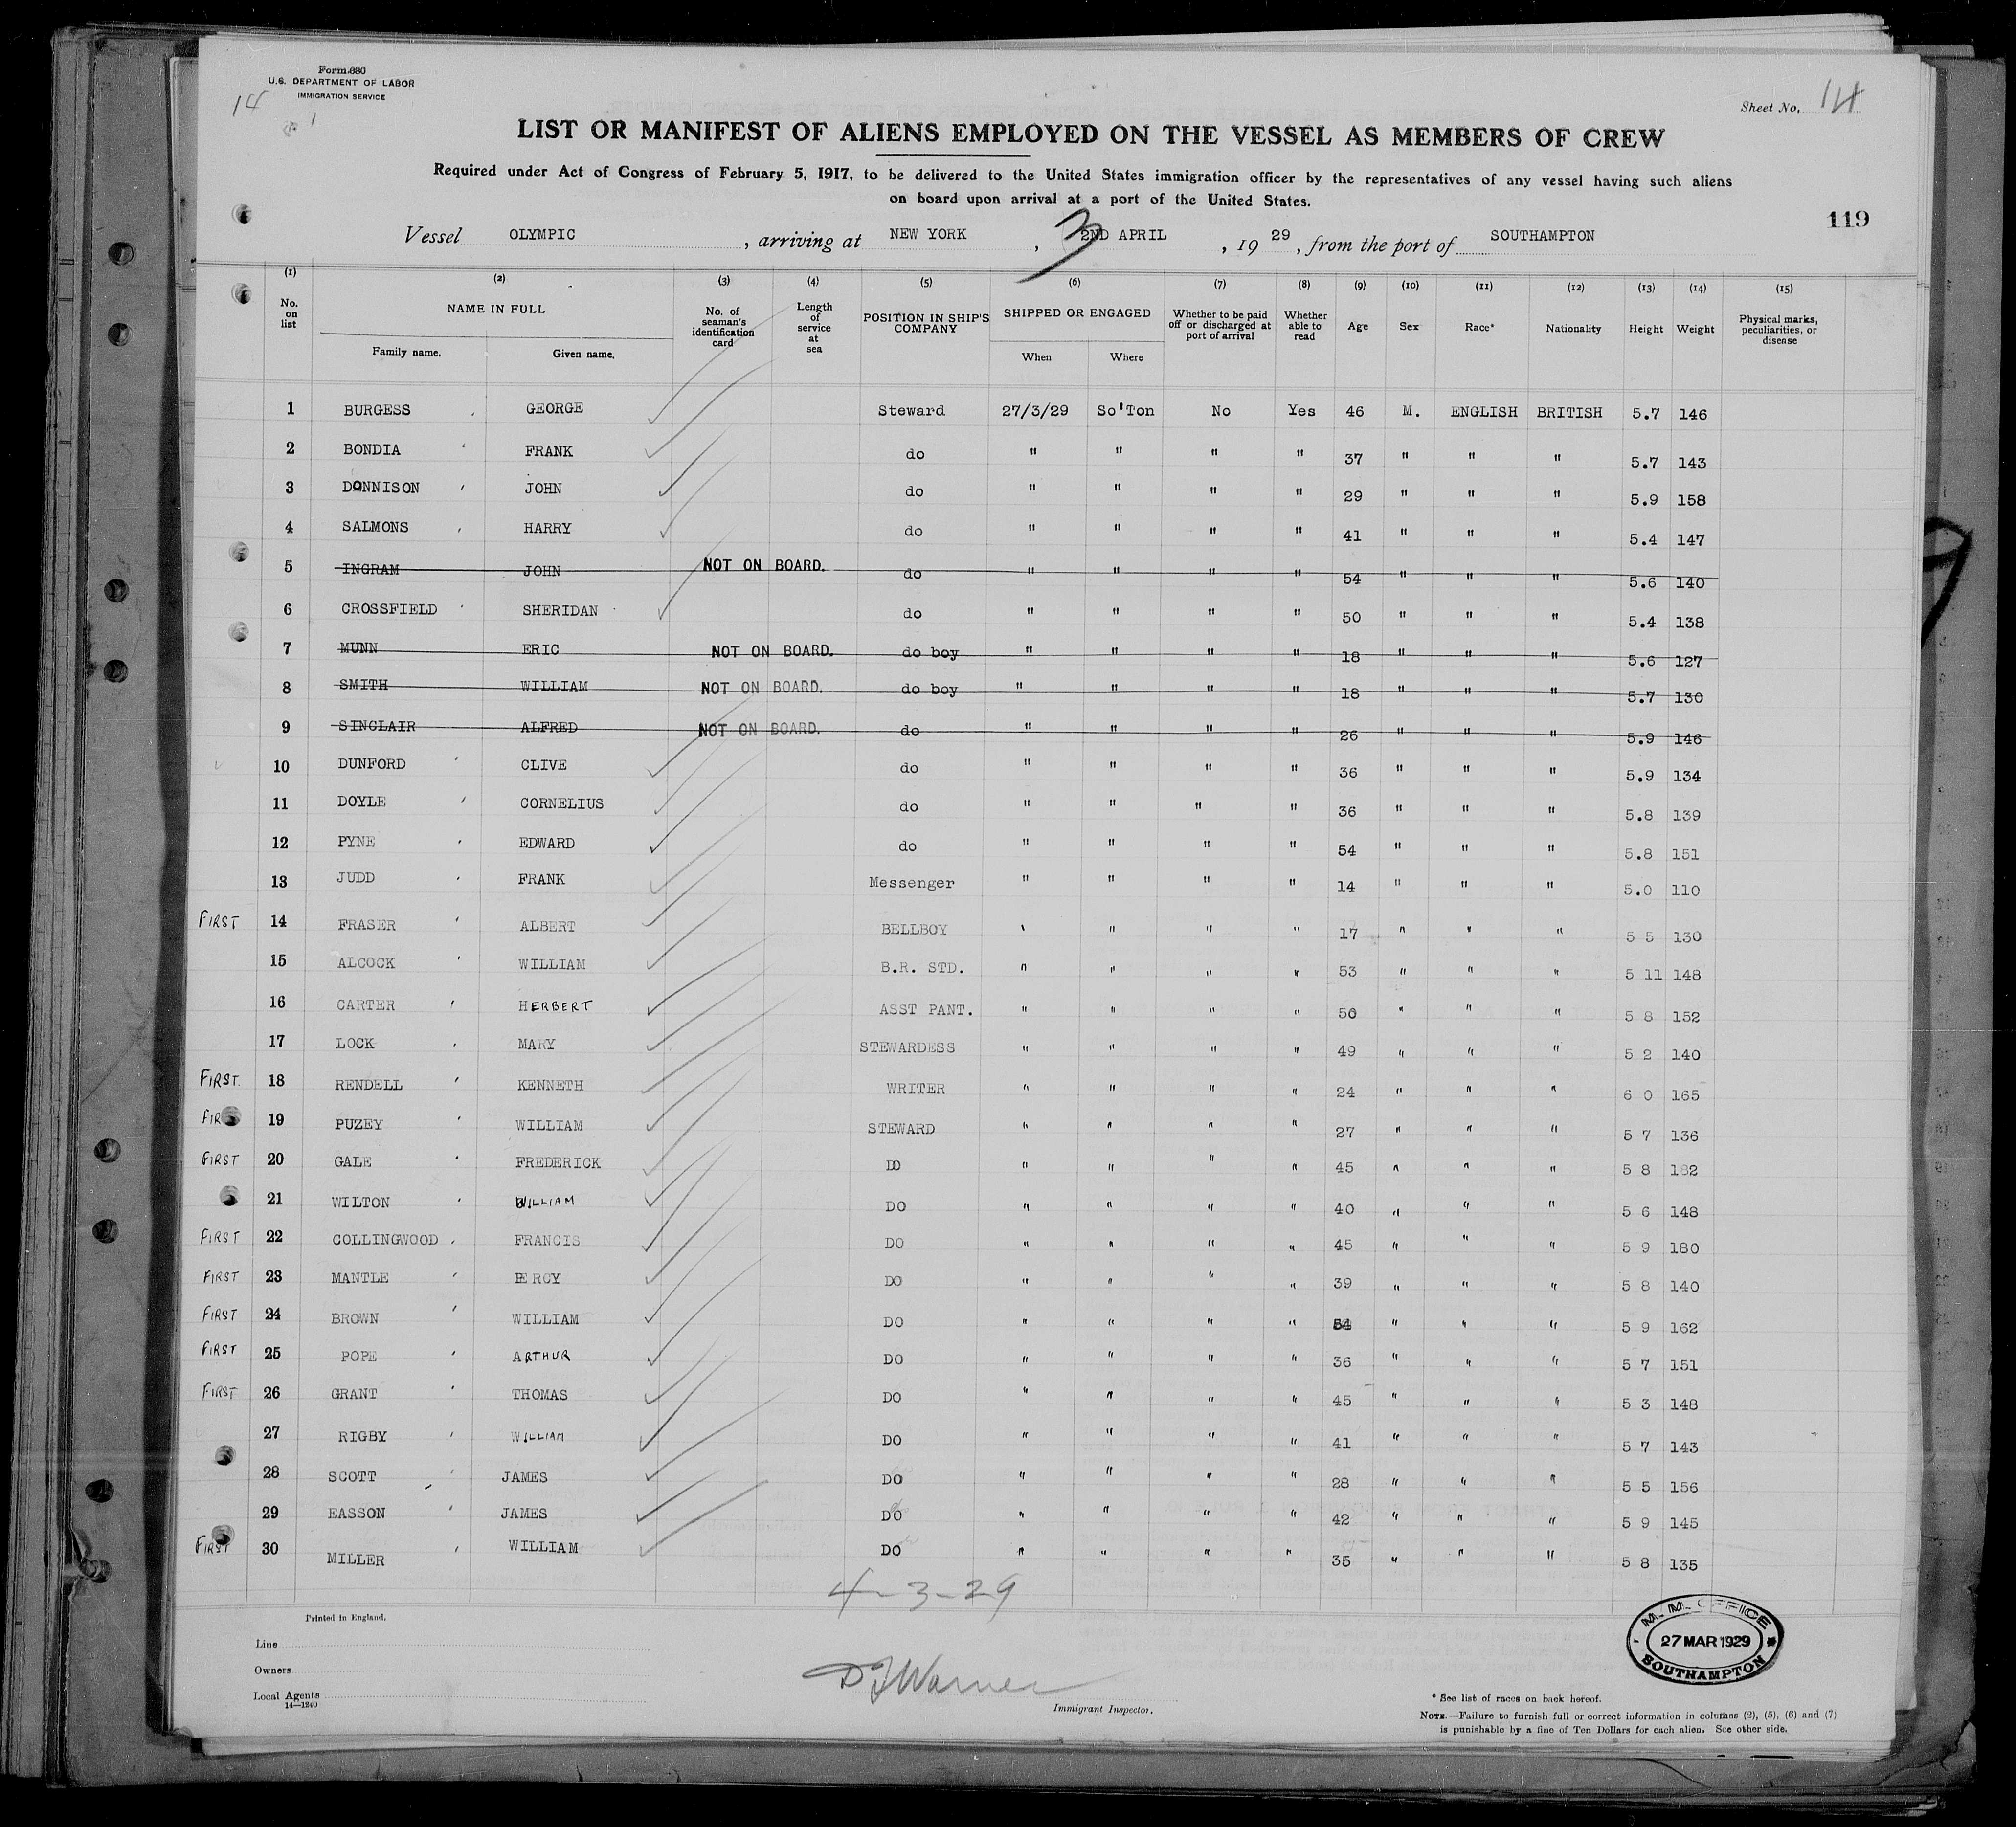 Form 680
U.S. DEPARTMENT OF LABOR
IMMIGRATION SERVICE
14
1
Sheet No. 14
LIST OR MANIFEST OF ALIENS EMPLOYED ON THE VESSEL AS MEMBERS OF CREW
Required under Act of Congress of February 5, 1917, to be delivered to the United States immigration officer by the representatives of any vessel having such aliens
on board upon arrival at a port of the United States.
119
Vessel OLYMPIC, arriving at NEW YORK, 3 2ND APRIL, 19 29, from the port of SOUTHAMPTON
(1) (2) (3) (4) (5) (6) (7) (8) (9) (10) (11) (12) (13) (14) (15)
No. on list NAME IN FULL No. of seaman's identification card Length of service at sea POSITION IN SHIP'S COMPANY SHIPPED OR ENGAGED Whether to be paid off or discharged at port of arrival Whether able to read Age Sex Race* Nationality Height Weight Physical marks, peculiarities, or disease
Family name. Given name. When Where
1 BURGESS GEORGE Steward 27/3/29 So'Ton No Yes 46 M. ENGLISH BRITISH 5.7 146
2 BONDIA FRANK do " " " " 37 " " " 5.7 143
3 DONNISON JOHN do " " " " 29 " " " 5.9 158
4 SALMONS HARRY do " " " " 41 " " " 5.4 147
5 INGRAM JOHN NOT ON BOARD. do " " " " 54 " " " 5.6 140
6 CROSSFIELD SHERIDAN do " " " " 50 " " " 5.4 138
7 MUNN ERIC NOT ON BOARD. do boy " " " " 18 " " " 5.6 127
8 SMITH WILLIAM NOT ON BOARD. do boy " " " " 18 " " " 5.7 130
9 SINCLAIR ALFRED NOT ON BOARD. do " " " " 26 " " " 5.9 146
10 DUNFORD CLIVE do " " " " 36 " " " 5.9 134
11 DOYLE CORNELIUS do " " " " 36 " " " 5.8 139
12 PYNE EDWARD do " " " " 54 " " " 5.8 151
13 JUDD FRANK Messenger " " " " 14 " " " 5.0 110
FIRST 14 FRASER ALBERT BELLBOY " " " " 17 " " " 5 5 130
15 ALCOCK WILLIAM B.R. STD. " " " " 53 " " " 5 11 148
16 CARTER HERBERT ASST PANT. " " " " 50 " " " 5 8 152
17 LOCK MARY STEWARDESS " " " " 49 " " " 5 2 140
FIRST. 18 RENDELL KENNETH WRITER " " " " 24 " " " 6 0 165
FIR 19 PUZEY WILLIAM STEWARD " " " " 27 " " " 5 7 136
FIRST 20 GALE FREDERICK DO " " " " 45 " " " 5 8 182
21 WILTON WILLIAM DO " " " " 40 " " " 5 6 148
FIRST 22 COLLINGWOOD FRANCIS DO " " " " 45 " " " 5 9 180
FIRST 23 MANTLE PERCY DO " " " " 39 " " " 5 8 140
FIRST 24 BROWN WILLIAM DO " " " " 54 " " " 5 9 162
FIRST 25 POPE ARTHUR DO " " " " 36 " " " 5 7 151
FIRST 26 GRANT THOMAS DO " " " " 45 " " " 5 3 148
27 RIGBY WILLIAM DO " " " " 41 " " " 5 7 143
28 SCOTT JAMES DO " " " " 28 " " " 5 5 156
29 EASSON JAMES DO " " " " 42 " " " 5 9 145
FIRST 30 MILLER WILLIAM DO " " " " 35 " " " 5 8 135
4-3-29
Printed in England.
Line
Owners
Local Agents
14—1240
D J Warner
Immigrant Inspector.
M. M. OFFICE
27 MAR 1929
SOUTHAMPTON
* See list of races on back hereof.
NOTE.—Failure to furnish full or correct information in columns (2), (5), (6) and (7)
is punishable by a fine of Ten Dollars for each alien. See other side.